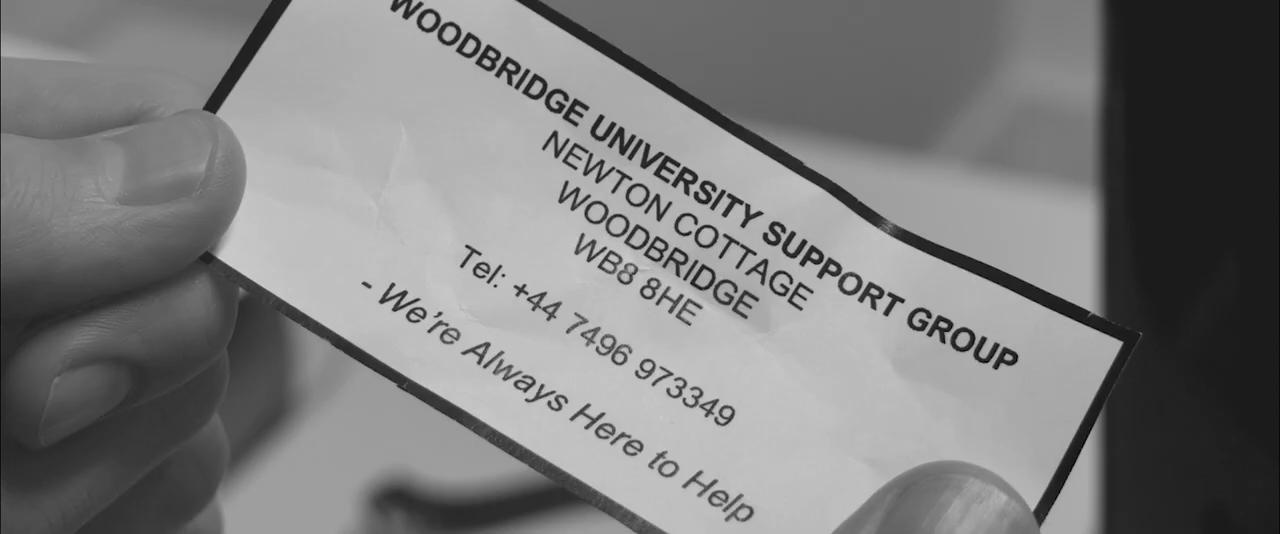 WOODBRIDGE UNIVERSITY SUPPORT GROUP
NEWTON COTTAGE
WOODBRIDGE
WB8 8HE
Tel: +44 7496 973349
- We're Always Here to Help